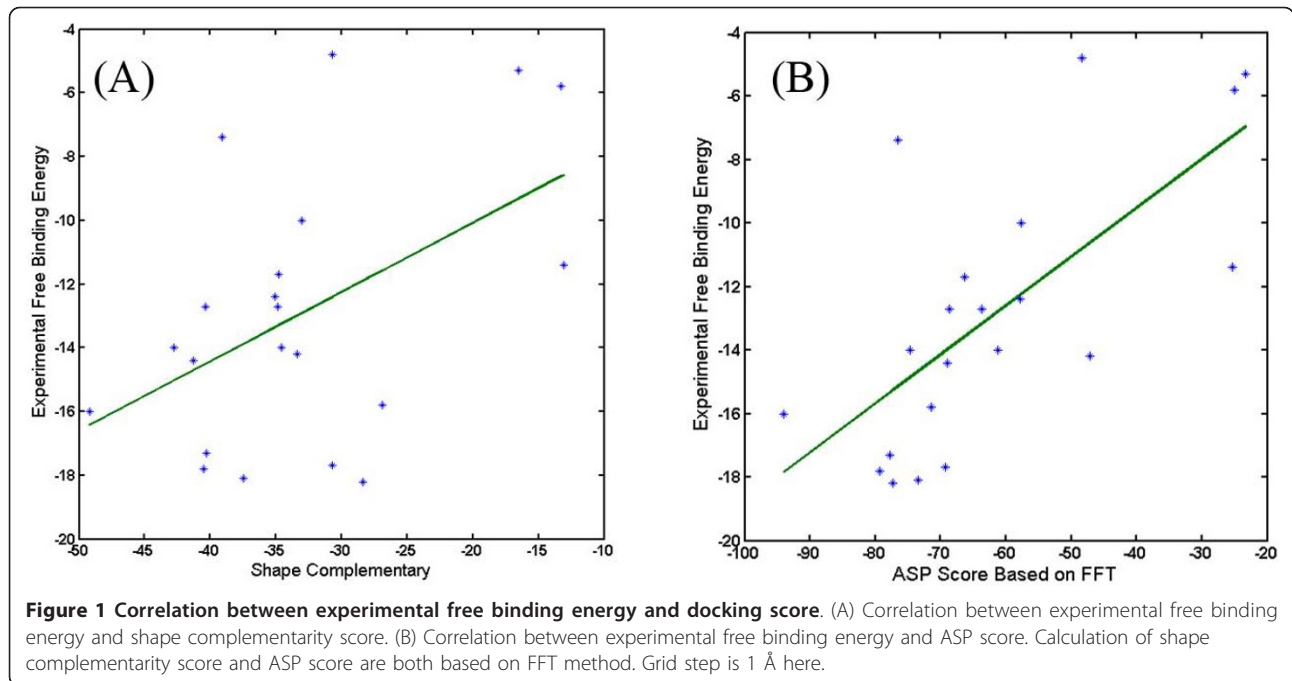 (A)
-4
-6
-8
-10
-12
-14
-16
-18
-20
Experimental Free Binding Energy
-50 -45 -40 -35 -30 -25 -20 -15 -10
Shape Complementary
(B)
-4
-6
-8
-10
-12
-14
-16
-18
-20
Experimental Free Binding Energy
-100 -90 -80 -70 -60 -50 -40 -30 -20
ASP Score Based on FFT
Figure 1 Correlation between experimental free binding energy and docking score. (A) Correlation between experimental free binding
energy and shape complementarity score. (B) Correlation between experimental free binding energy and ASP score. Calculation of shape
complementarity score and ASP score are both based on FFT method. Grid step is 1 Å here.